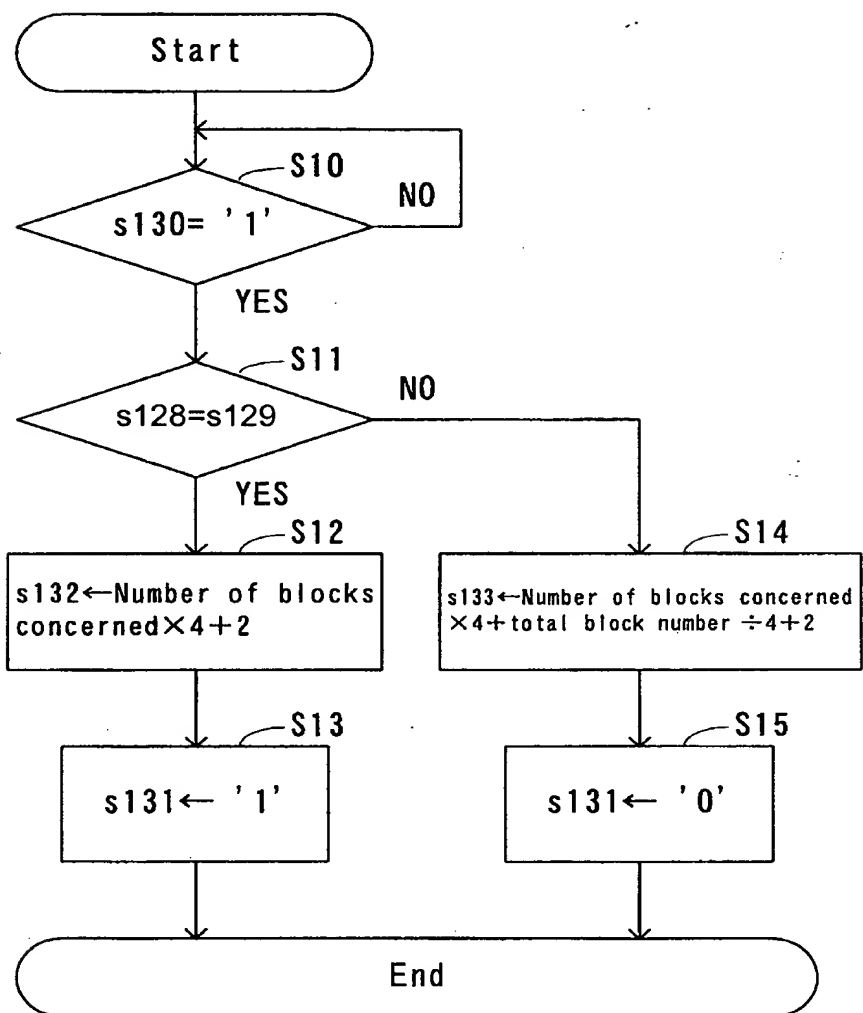 Start
S10
s130= '1'
NO
YES
S11
s128=s129
NO
YES
S12
s132←Number of blocks
concerned×4+2
S14
s133←Number of blocks concerned
×4+total block number ÷4+2
S13
s131← '1'
S15
s131← '0'
End